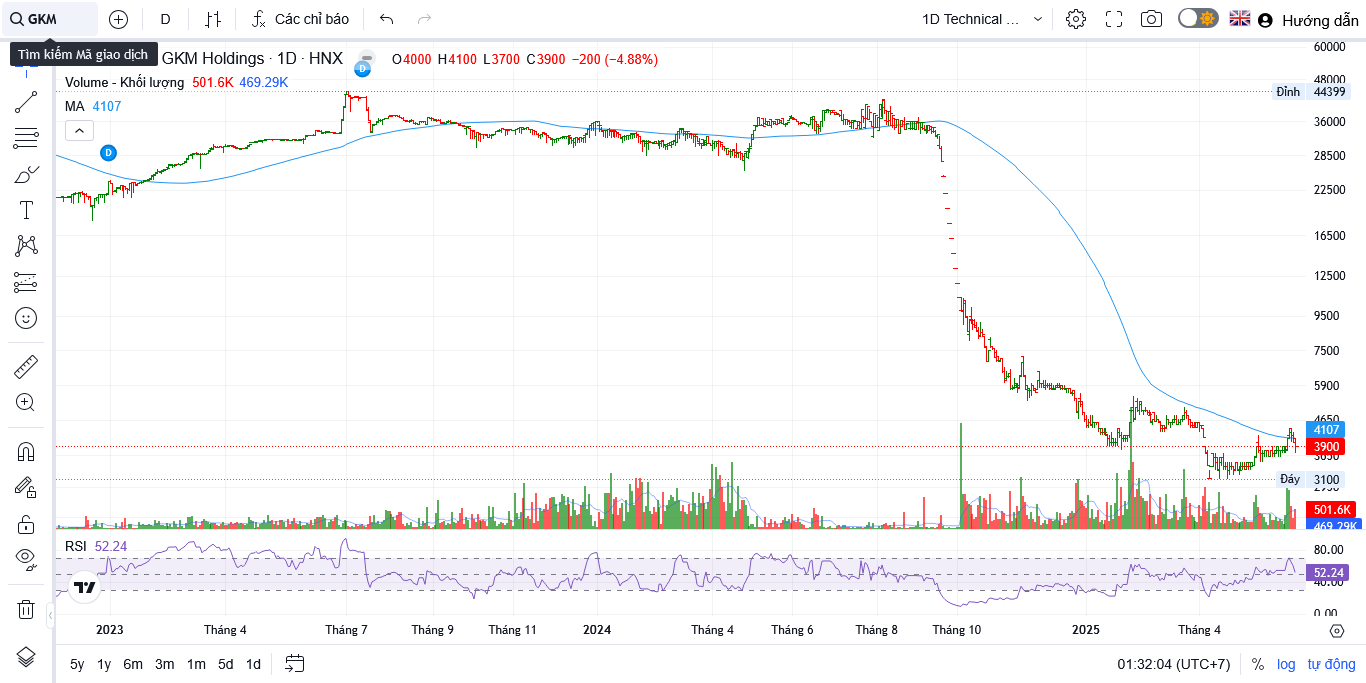 GKM
D
Các chỉ báo
1D Technical ...
Hướng dẫn
Tìm kiếm Mã giao dịch
GKM Holdings · 1D · HNX
O4000 H4100 L3700 C3900 −200 (−4.88%)
Volume - Khối lượng 501.6K 469.29K
MA 4107
D
D
60000
48000
Đỉnh 44399
36000
28500
22500
16500
12500
9500
7500
5900
4650
4107
3900
3650
Đáy 3100
501.6K
469.29K
RSI 52.24
80.00
52.24
40.00
0.00
2023 Tháng 4 Tháng 7 Tháng 9 Tháng 11 2024 Tháng 4 Tháng 6 Tháng 8 Tháng 10 2025 Tháng 4
5y 1y 6m 3m 1m 5d 1d
01:32:04 (UTC+7) % log tự động